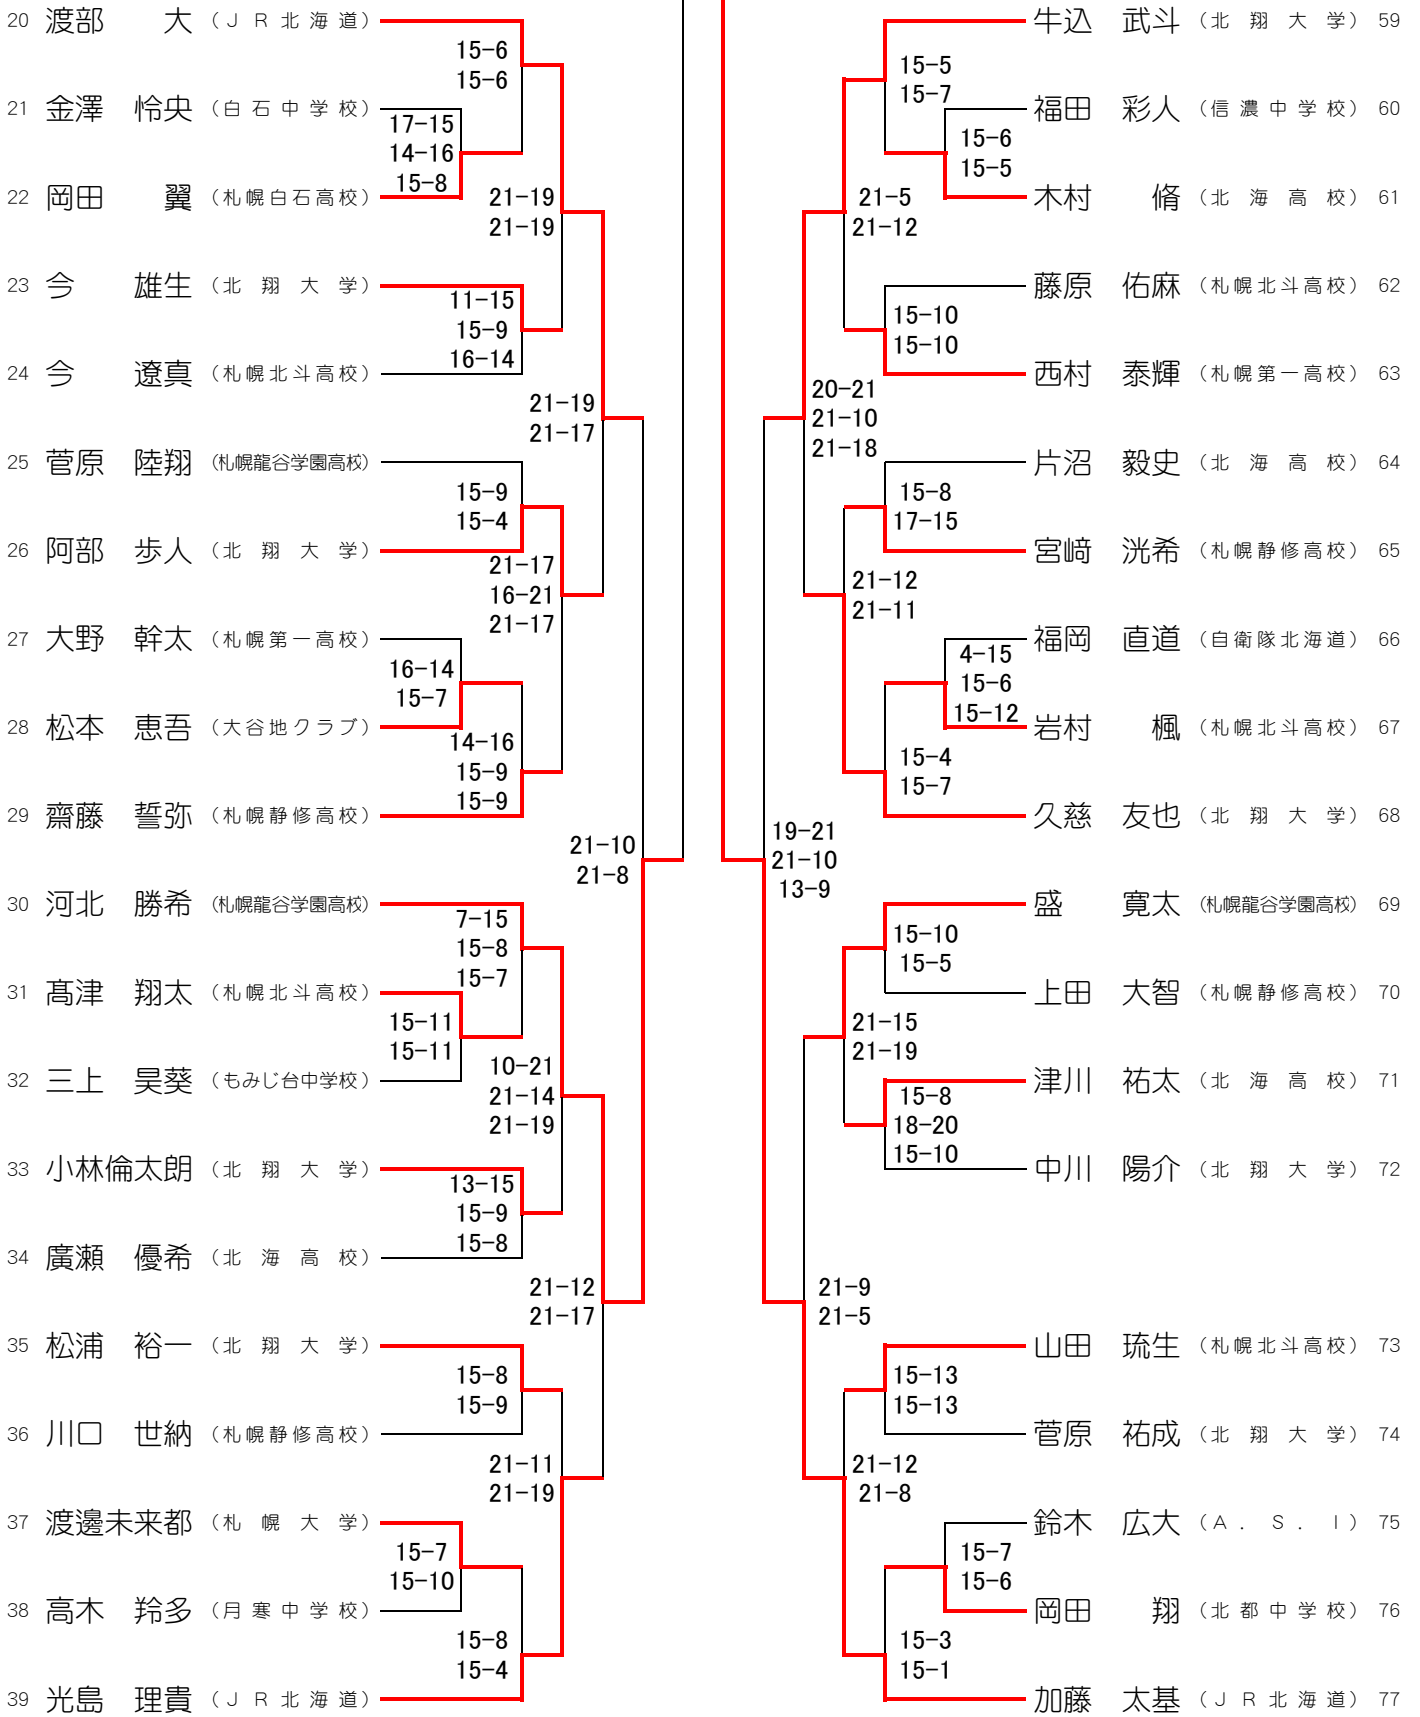 20 渡部 大 (ＪＲ北海道)
15-6
15-6
21 金澤 怜央 (白石中学校)
17-15
14-16
15-8
22 岡田 翼 (札幌白石高校)
21-19
21-19
23 今 雄生 (北翔大学)
11-15
15-9
16-14
24 今 遼真 (札幌北斗高校)
21-19
21-17
25 菅原 陸翔 (札幌龍谷学園高校)
15-9
15-4
26 阿部 歩人 (北翔大学)
21-17
16-21
21-17
27 大野 幹太 (札幌第一高校)
16-14
15-7
28 松本 恵吾 (大谷地クラブ)
14-16
15-9
15-9
29 齋藤 誓弥 (札幌静修高校)
21-10
21-8
30 河北 勝希 (札幌龍谷学園高校)
7-15
15-8
15-7
31 髙津 翔太 (札幌北斗高校)
15-11
15-11
32 三上 昊葵 (もみじ台中学校)
10-21
21-14
21-19
33 小林倫太朗 (北翔大学)
13-15
15-9
15-8
34 廣瀬 優希 (北海高校)
21-12
21-17
35 松浦 裕一 (北翔大学)
15-8
15-9
36 川口 世納 (札幌静修高校)
21-11
21-19
37 渡邊未来都 (札幌大学)
15-7
15-10
38 高木 羚多 (月寒中学校)
15-8
15-4
39 光島 理貴 (ＪＲ北海道)
牛込 武斗 (北翔大学) 59
15-5
15-7
福田 彩人 (信濃中学校) 60
15-6
15-5
木村 脩 (北海高校) 61
21-5
21-12
藤原 佑麻 (札幌北斗高校) 62
15-10
15-10
西村 泰輝 (札幌第一高校) 63
20-21
21-10
21-18
片沼 毅史 (北海高校) 64
15-8
17-15
宮﨑 洸希 (札幌静修高校) 65
21-12
21-11
福岡 直道 (自衛隊北海道) 66
4-15
15-6
15-12
岩村 楓 (札幌北斗高校) 67
15-4
15-7
久慈 友也 (北翔大学) 68
19-21
21-10
13-9
盛 寛太 (札幌龍谷学園高校) 69
15-10
15-5
上田 大智 (札幌静修高校) 70
21-15
21-19
津川 祐太 (北海高校) 71
15-8
18-20
15-10
中川 陽介 (北翔大学) 72
21-9
21-5
山田 琉生 (札幌北斗高校) 73
15-13
15-13
菅原 祐成 (北翔大学) 74
21-12
21-8
鈴木 広大 (Ａ．Ｓ．Ｉ) 75
15-7
15-6
岡田 翔 (北都中学校) 76
15-3
15-1
加藤 太基 (ＪＲ北海道) 77